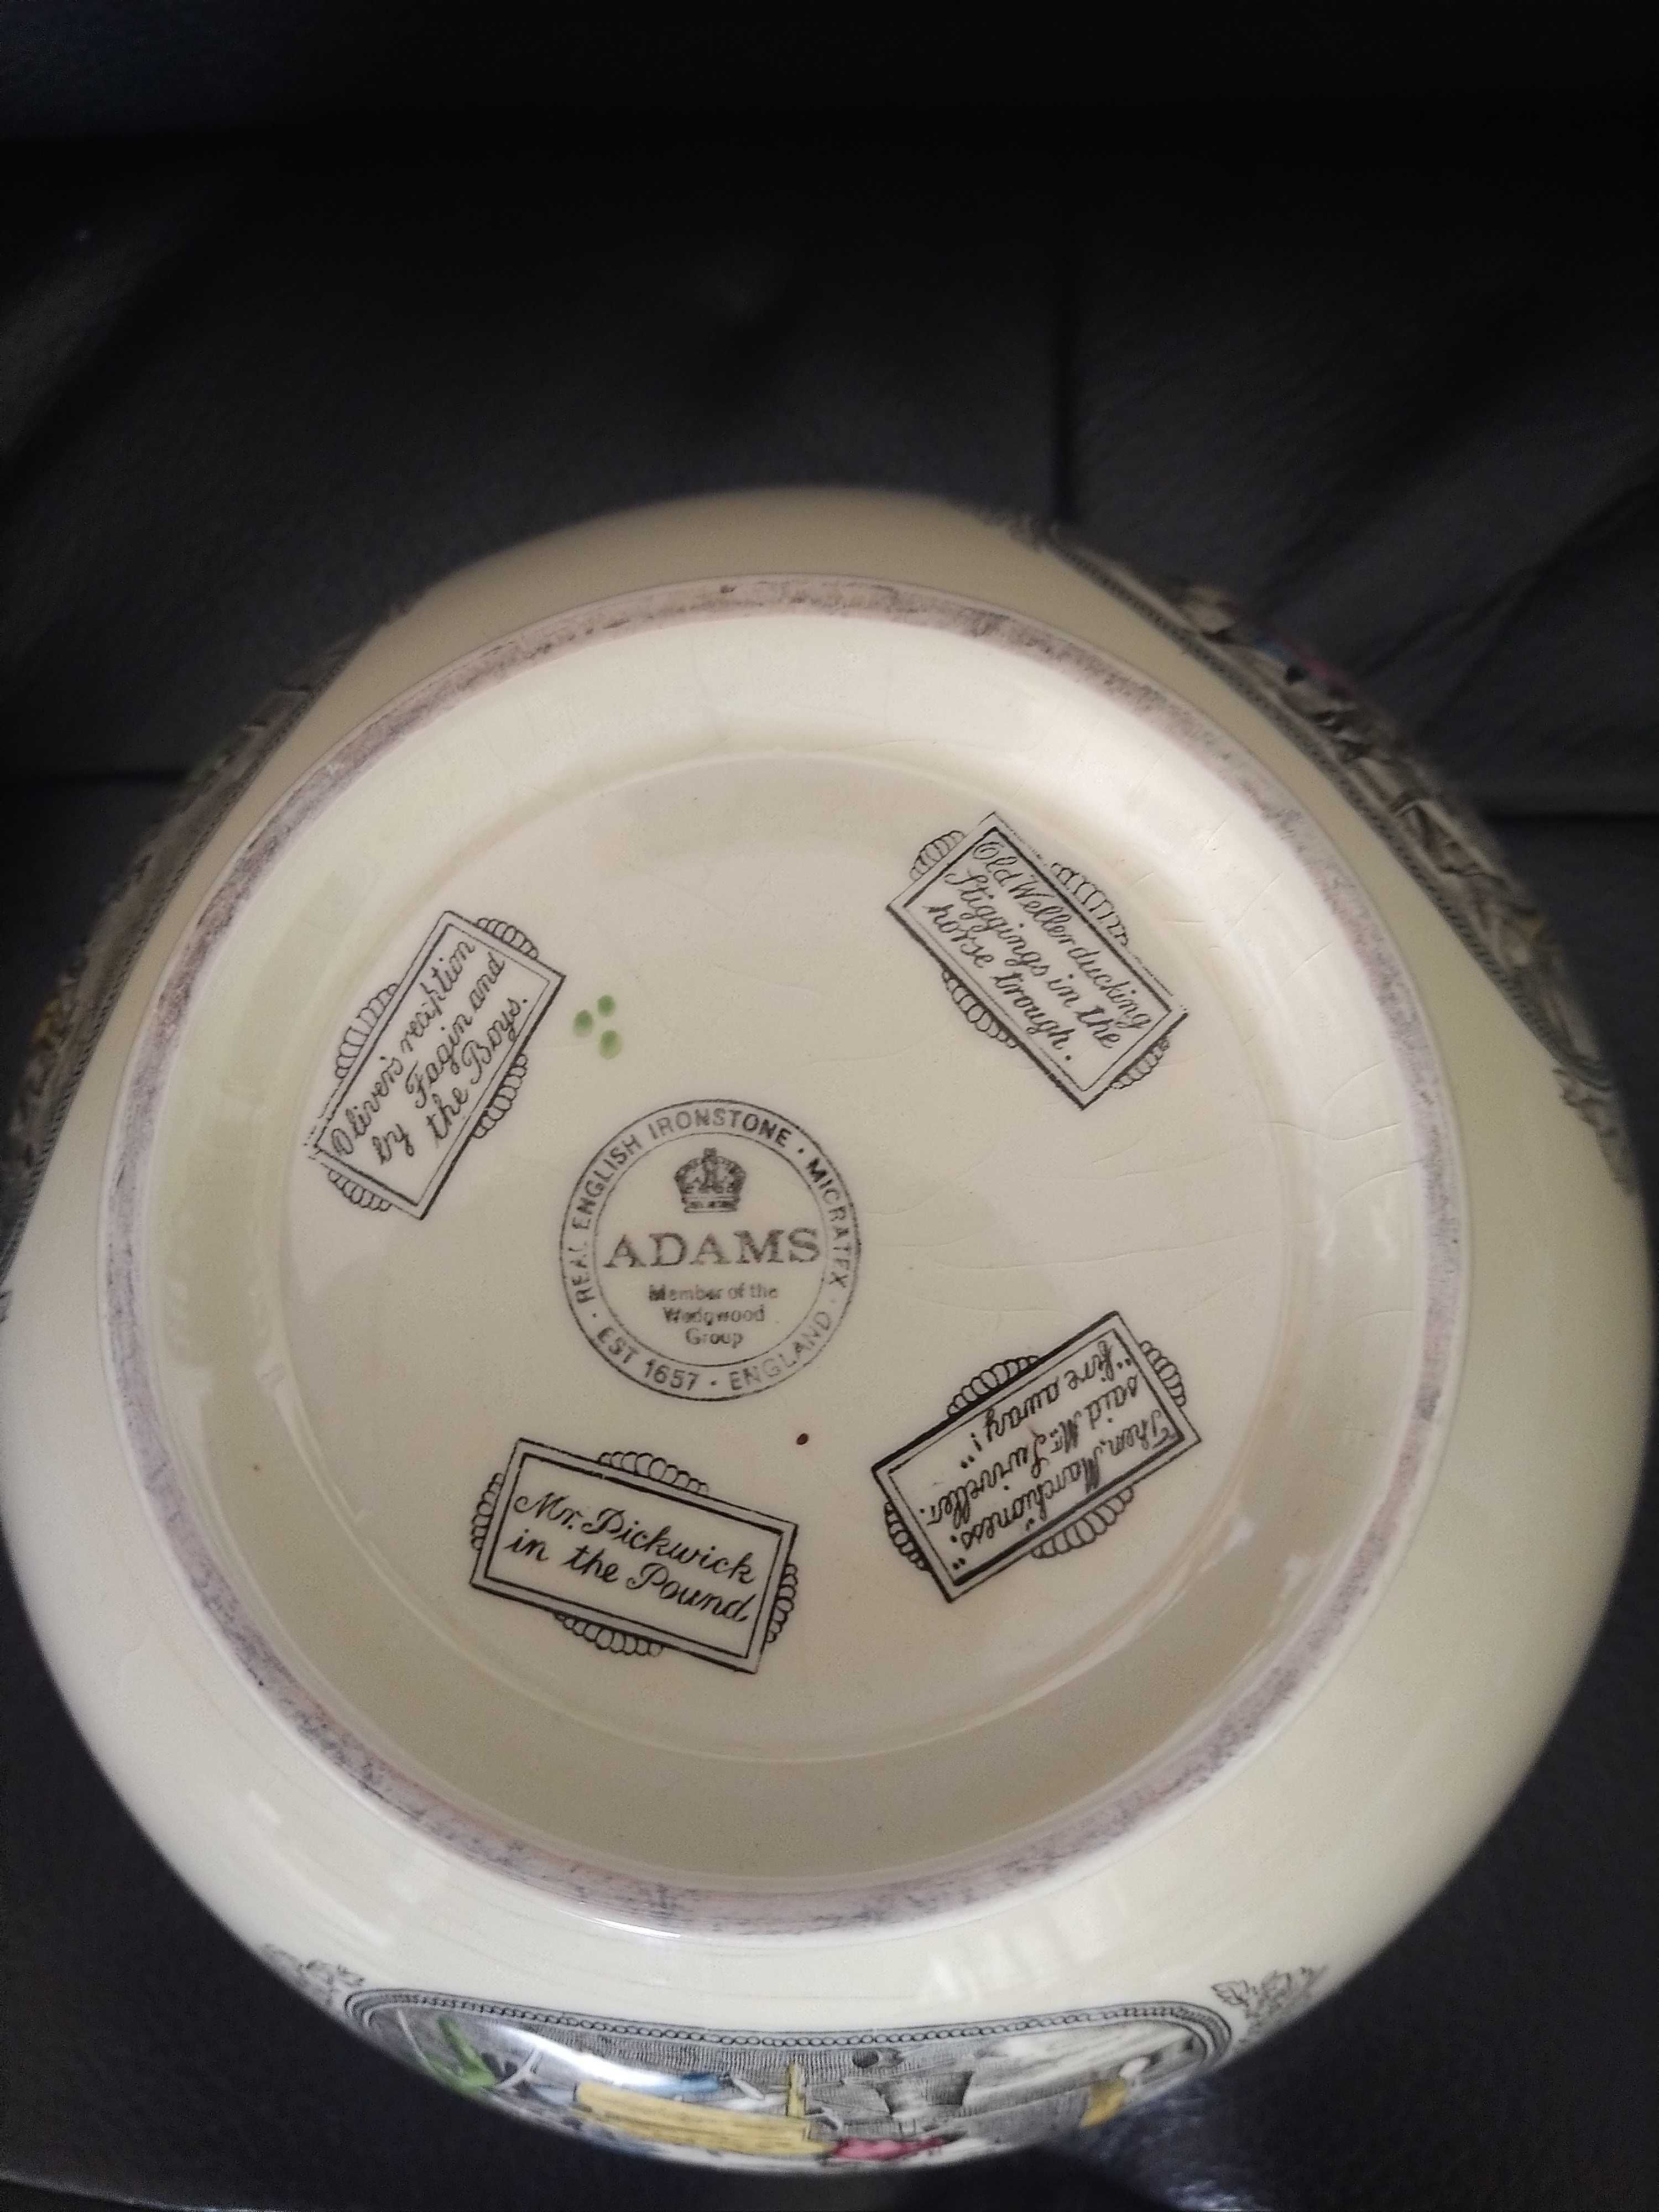 Old Weller ducking
Stiggings in the
horse trough.
Oliver's reception
by Fagin and
the Boys.
REAL ENGLISH IRONSTONE · MICRATEX ·
ADAMS
Member of the
Wedgwood
Group
· EST 1657 · ENGLAND
"Then, Marchioness,"
said Mr. Swiveller.
"fire away!"
Mr. Pickwick
in the Pound